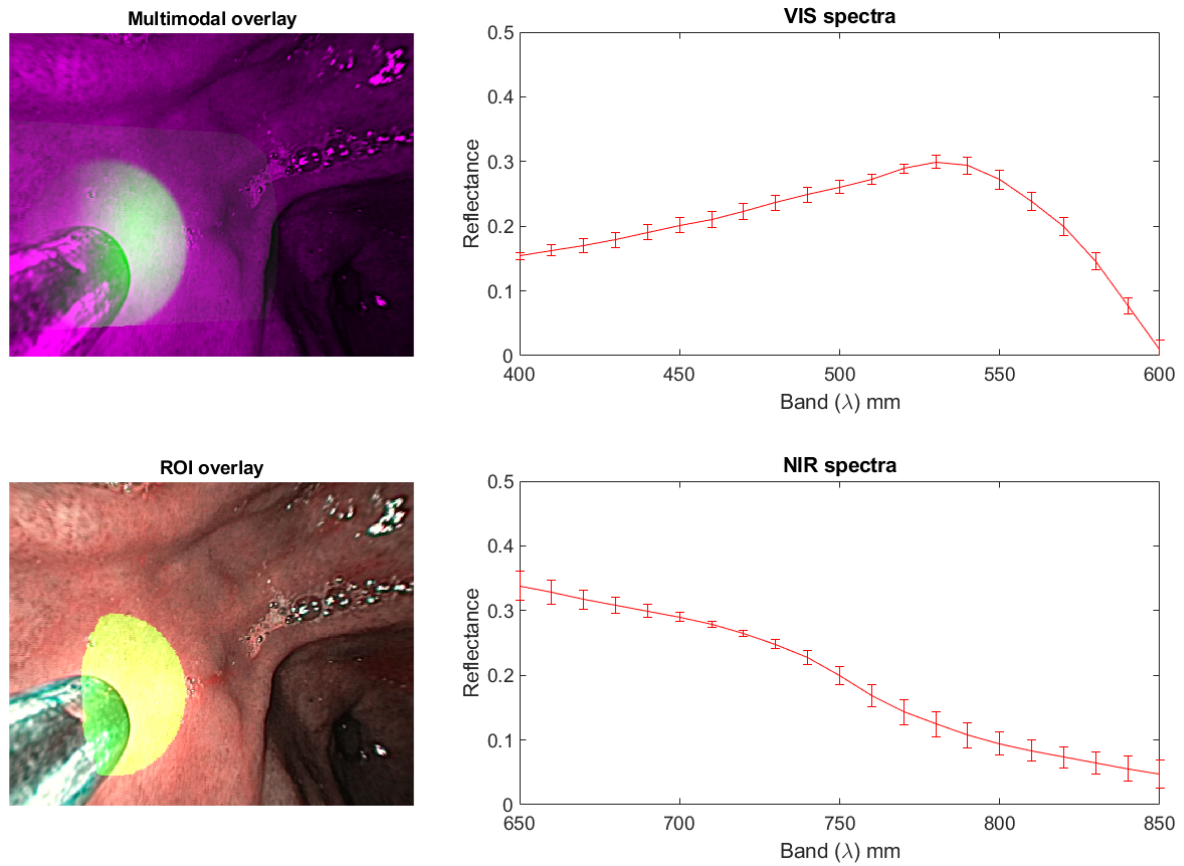 Multimodal overlay
VIS spectra
0.5
0.4
0.3
0.2
0.1
0
Reflectance
400
450
500
550
600
Band (λ) mm
ROI overlay
NIR spectra
0.5
0.4
0.3
0.2
0.1
0
Reflectance
650
700
750
800
850
Band (λ) mm